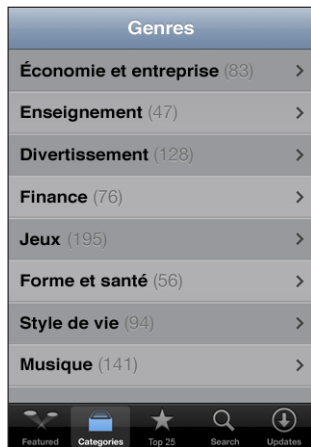 Genres
Économie et entreprise (83)
Enseignement (47)
Divertissement (128)
Finance (76)
Jeux (195)
Forme et santé (56)
Style de vie (94)
Musique (141)
Featured Categories Top 25 Search Updates